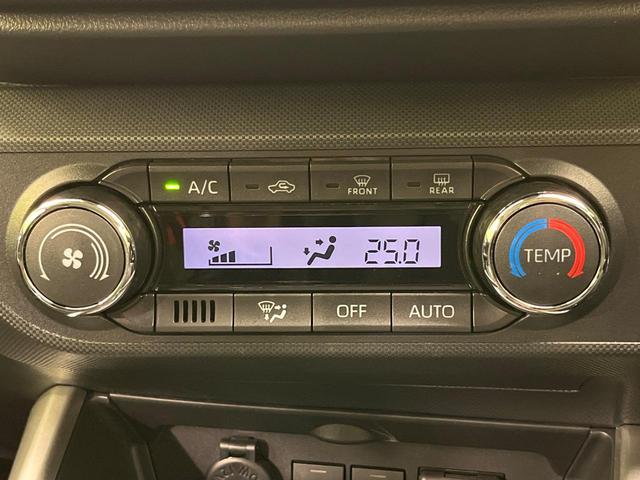 A/C
FRONT
REAR
25.0
TEMP
OFF
AUTO